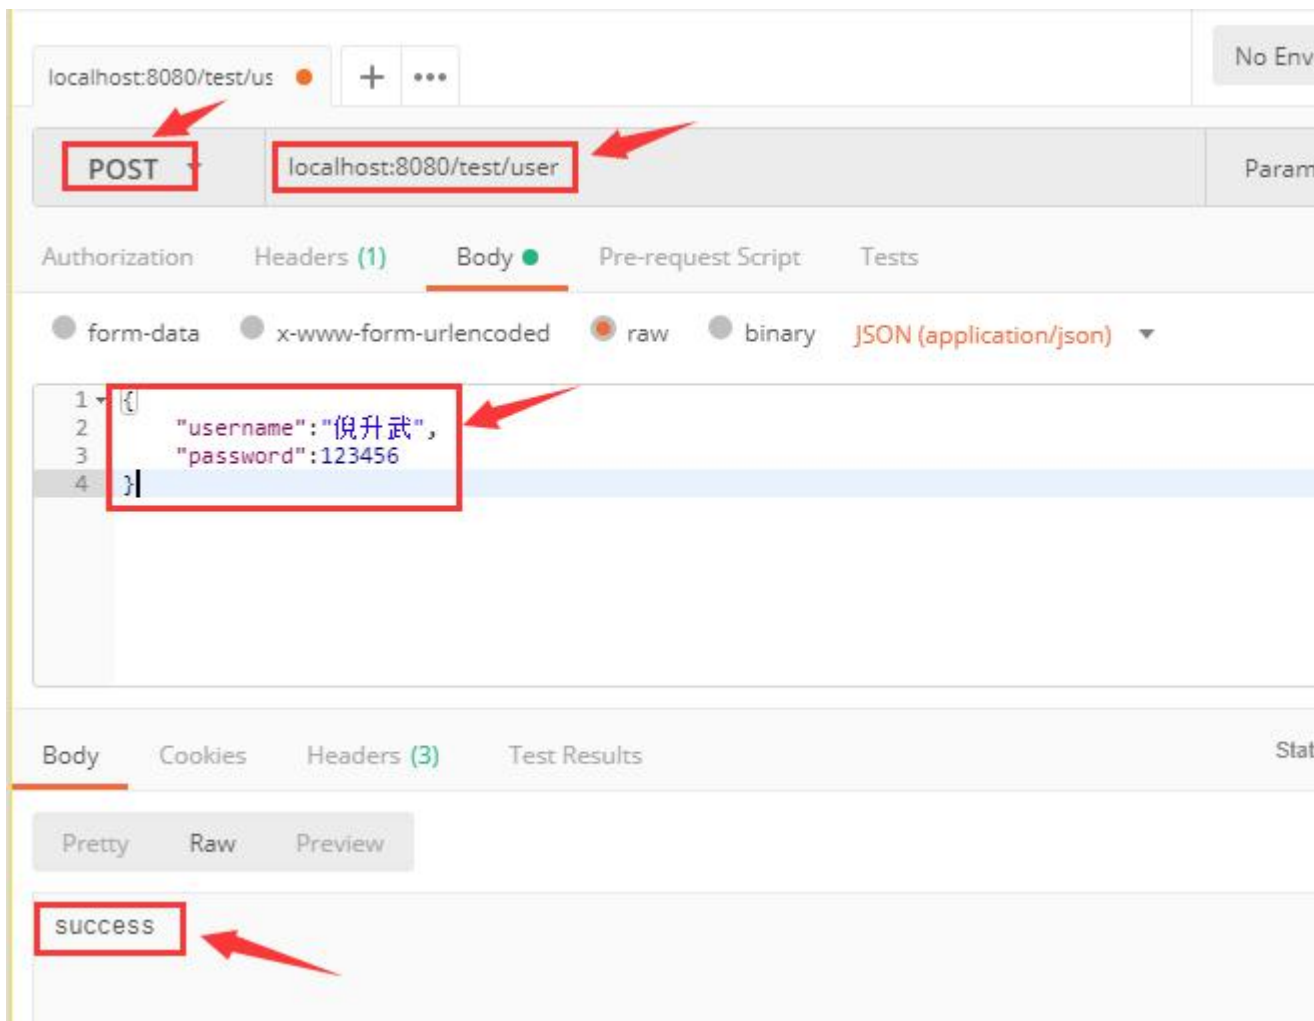 localhost:8080/test/us
No Env
POST localhost:8080/test/user Param
Authorization Headers (1) Body Pre-request Script Tests
form-data x-www-form-urlencoded raw binary JSON (application/json)
1 {
2 "username":"倪升武",
3 "password":123456
4 }
Body Cookies Headers (3) Test Results Stat
Pretty Raw Preview
success